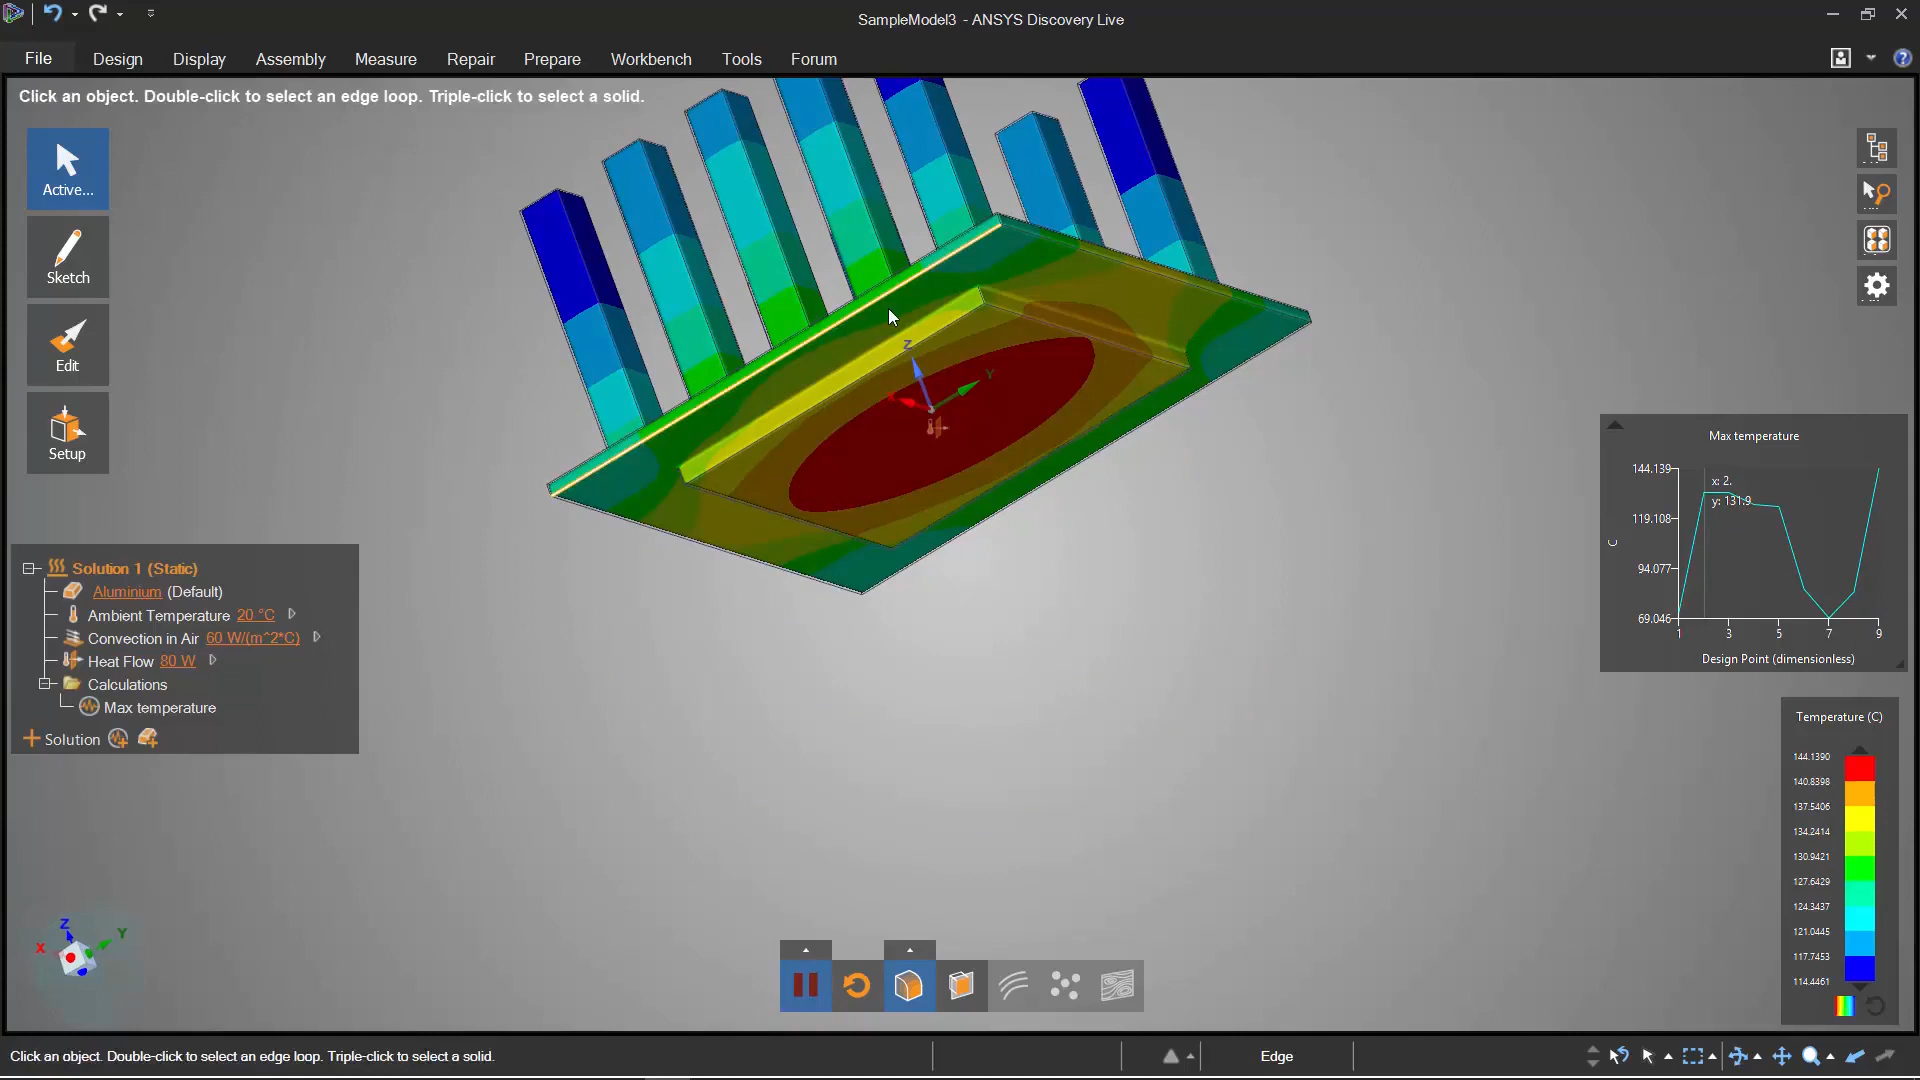 SampleModel3 - ANSYS Discovery Live
File Design Display Assembly Measure Repair Prepare Workbench Tools Forum
Click an object. Double-click to select an edge loop. Triple-click to select a solid.
Active...
Sketch
Edit
Setup
Z
Y
X
Max temperature
144.139
119.108
94.077
69.046
C
x: 2.
y: 131.9
1 3 5 7 9
Design Point (dimensionless)
Solution 1 (Static)
Aluminium (Default)
Ambient Temperature 20 °C
Convection in Air 60 W/(m^2*C)
Heat Flow 80 W
Calculations
Max temperature
Solution
Temperature (C)
144.1390
140.8398
137.5406
134.2414
130.9421
127.6429
124.3437
121.0445
117.7453
114.4461
Z
Y
X
Click an object. Double-click to select an edge loop. Triple-click to select a solid.
Edge